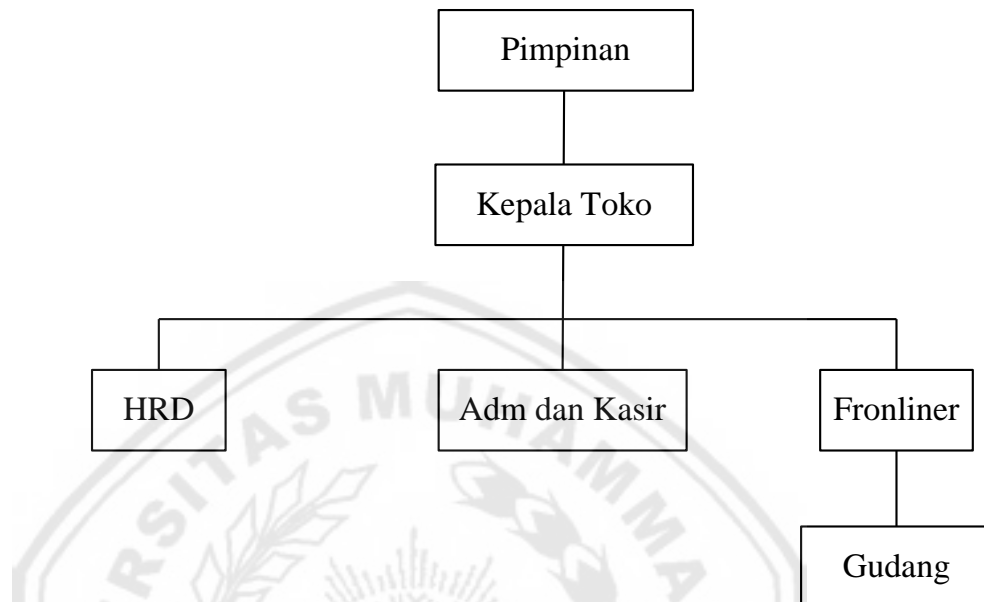 Pimpinan
Kepala Toko
HRD
Adm dan Kasir
Fronliner
Gudang